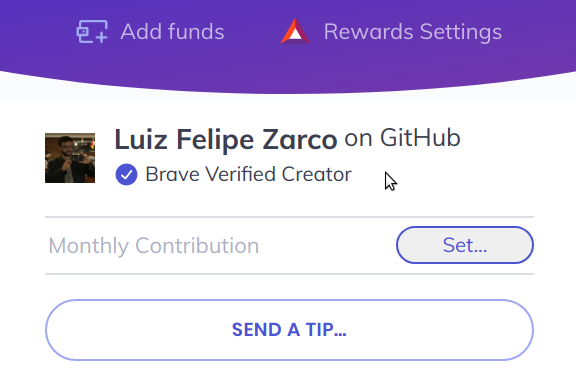 Add funds Rewards Settings
Luiz Felipe Zarco on GitHub
Brave Verified Creator
Monthly Contribution Set...
SEND A TIP...